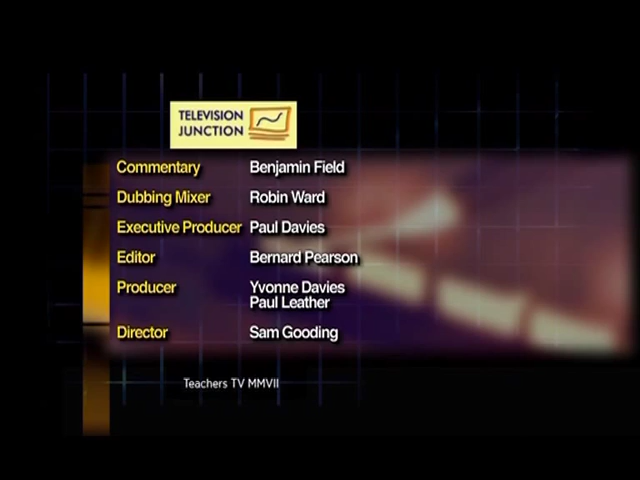 TELEVISION
JUNCTION
Commentary Benjamin Field
Dubbing Mixer Robin Ward
Executive Producer Paul Davies
Editor Bernard Pearson
Producer Yvonne Davies
Paul Leather
Director Sam Gooding
Teachers TV MMVII